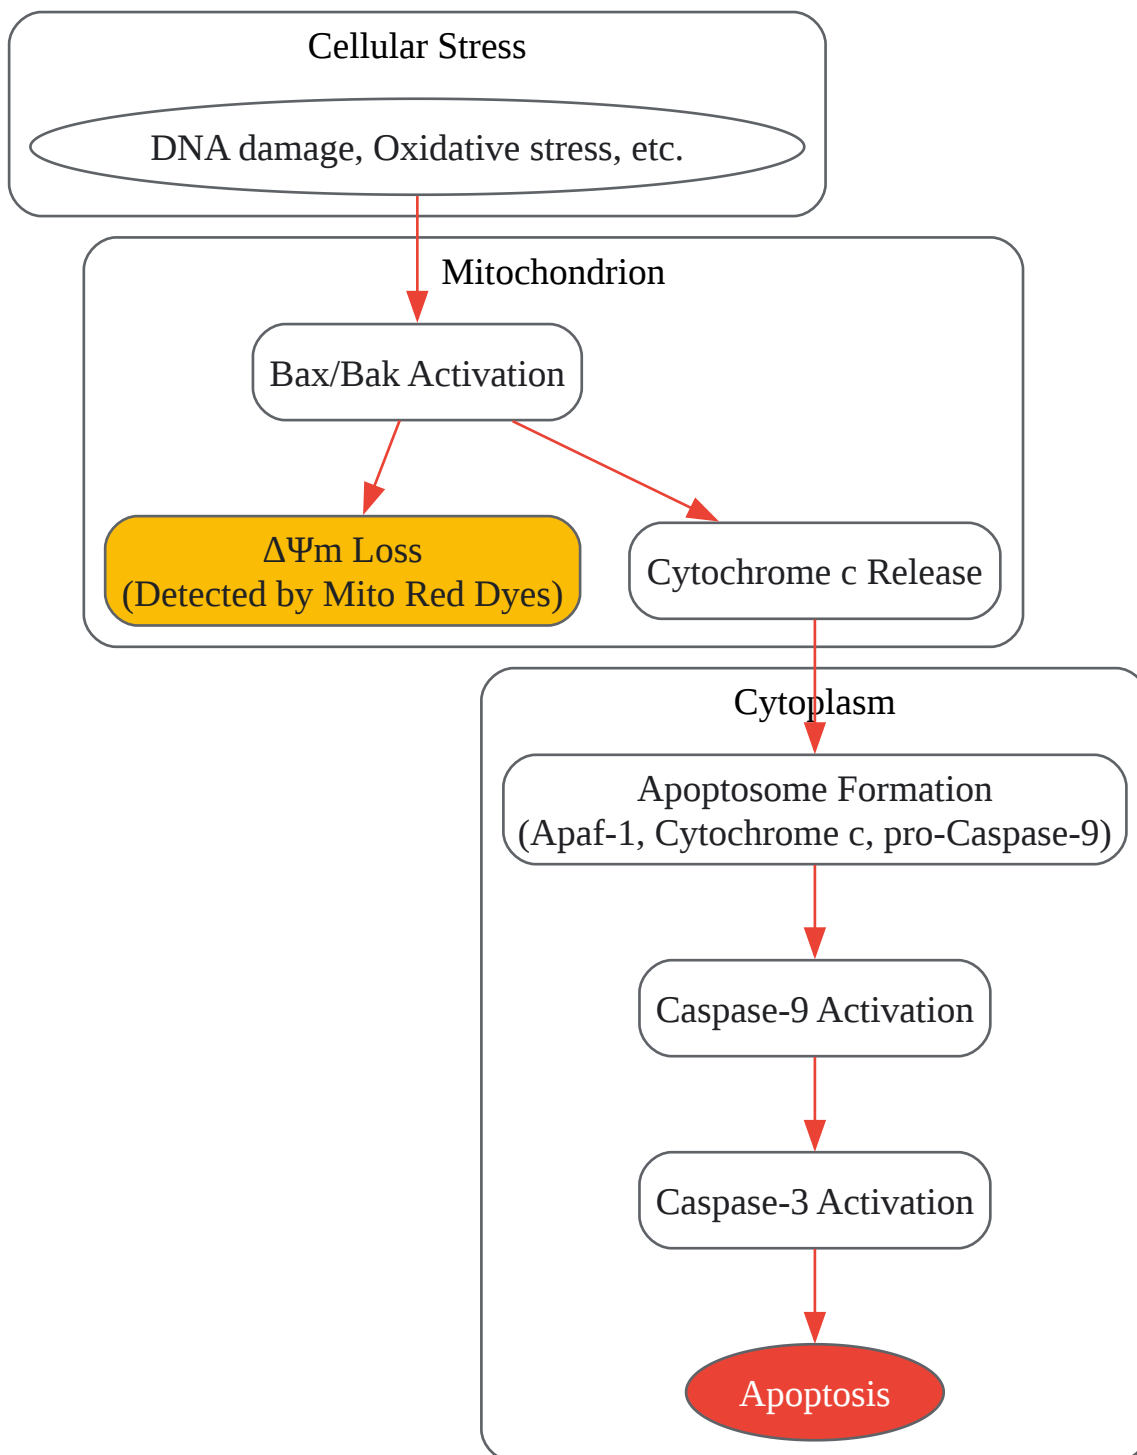 Cellular Stress
DNA damage, Oxidative stress, etc.
Mitochondrion
Bax/Bak Activation
ΔΨm Loss
(Detected by Mito Red Dyes)
Cytochrome c Release
Cytoplasm
Apoptosome Formation
(Apaf-1, Cytochrome c, pro-Caspase-9)
Caspase-9 Activation
Caspase-3 Activation
Apoptosis